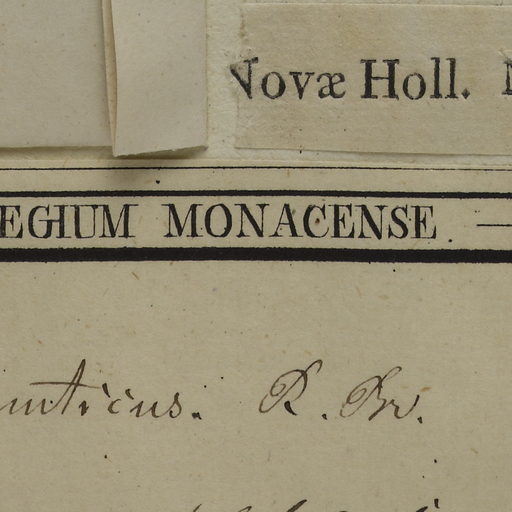 Novæ Holl.
EGIUM MONACENSE
R. Br.